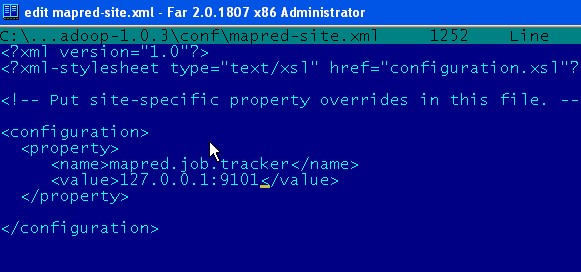 edit mapred-site.xml - Far 2.0.1807 x86 Administrator
C:\...adoop-1.0.3\conf\mapred-site.xml 1252 Line
<?xml version="1.0"?>
<?xml-stylesheet type="text/xsl" href="configuration.xsl"?
<!-- Put site-specific property overrides in this file. --
<configuration>
<property>
<name>mapred.job.tracker</name>
<value>127.0.0.1:9101</value>
</property>
</configuration>